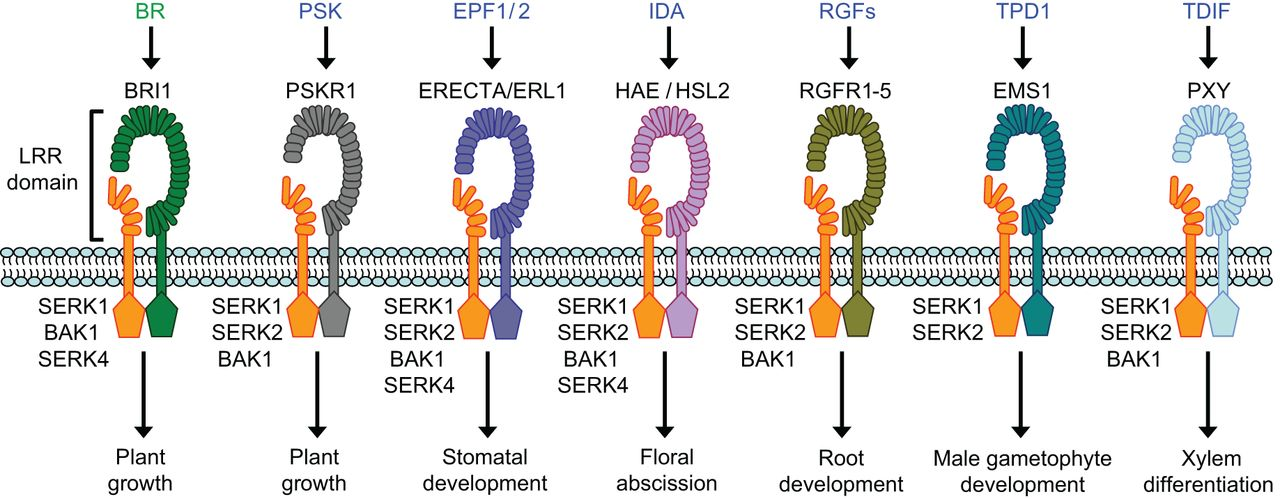 BR PSK EPF1/2 IDA RGFs TPD1 TDIF
BRI1 PSKR1 ERECTA/ERL1 HAE/HSL2 RGFR1-5 EMS1 PXY
LRR
domain
SERK1 SERK1 SERK1 SERK1 SERK1 SERK1 SERK1
BAK1 SERK2 SERK2 SERK2 SERK2 SERK2 SERK2
SERK4 BAK1 BAK1 BAK1 BAK1 BAK1
SERK4 SERK4
Plant Plant Stomatal Floral Root Male gametophyte Xylem
growth growth development abscission development development differentiation